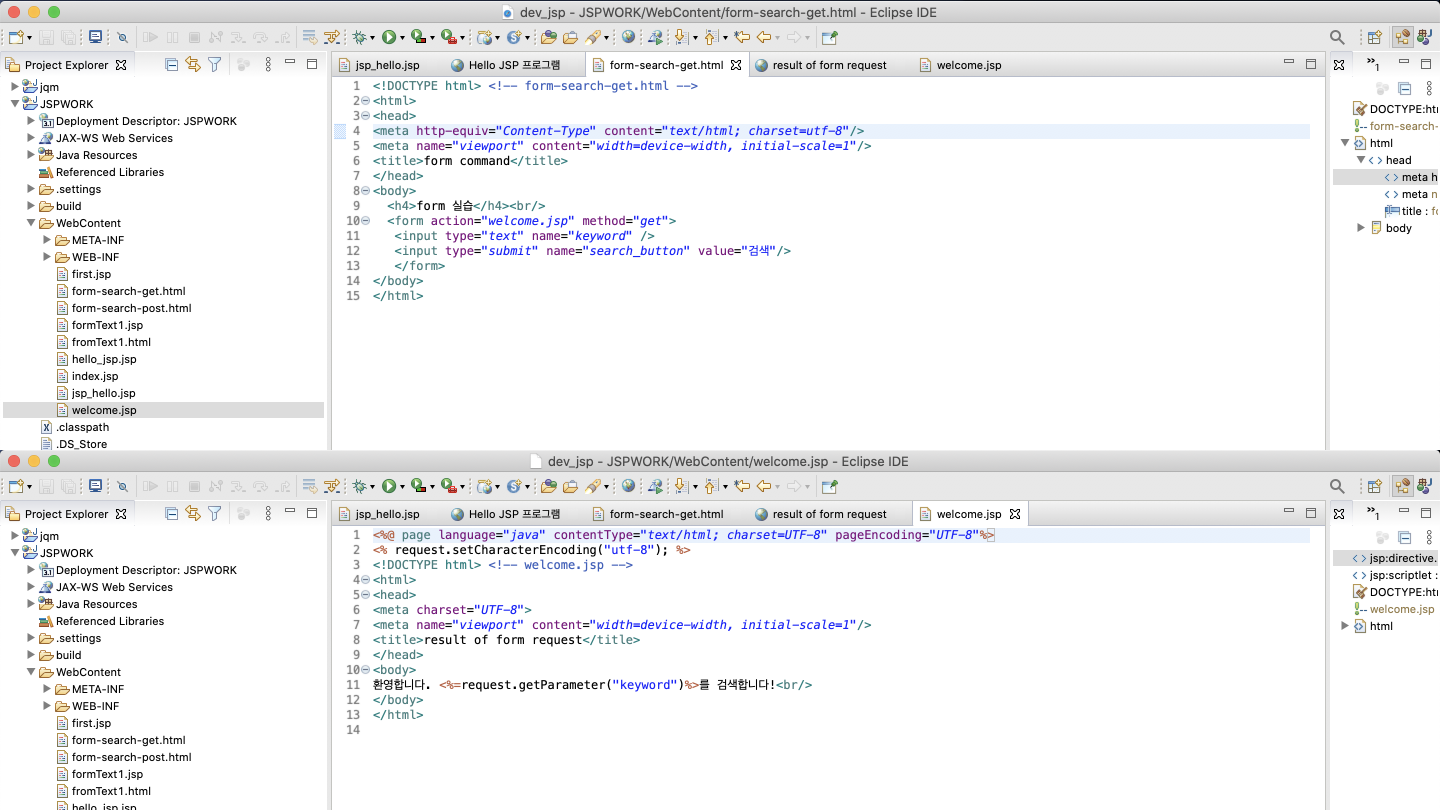 dev_jsp - JSPWORK/WebContent/form-search-get.html - Eclipse IDE
Project Explorer
jqm
JSPWORK
Deployment Descriptor: JSPWORK
JAX-WS Web Services
Java Resources
Referenced Libraries
.settings
build
WebContent
META-INF
WEB-INF
first.jsp
form-search-get.html
form-search-post.html
formText1.jsp
fromText1.html
hello_jsp.jsp
index.jsp
jsp_hello.jsp
welcome.jsp
.classpath
.DS_Store
jsp_hello.jsp Hello JSP 프로그램 form-search-get.html result of form request welcome.jsp
1 <!DOCTYPE html> <!-- form-search-get.html -->
2 <html>
3 <head>
4 <meta http-equiv="Content-Type" content="text/html; charset=utf-8"/>
5 <meta name="viewport" content="width=device-width, initial-scale=1"/>
6 <title>form command</title>
7 </head>
8 <body>
9 <h4>form 실습</h4><br/>
10 <form action="welcome.jsp" method="get">
11 <input type="text" name="keyword" />
12 <input type="submit" name="search_button" value="검색"/>
13 </form>
14 </body>
15 </html>
»1
DOCTYPE:ht
form-search-
html
head
meta h
meta n
title : fo
body
dev_jsp - JSPWORK/WebContent/welcome.jsp - Eclipse IDE
Project Explorer
jqm
JSPWORK
Deployment Descriptor: JSPWORK
JAX-WS Web Services
Java Resources
Referenced Libraries
.settings
build
WebContent
META-INF
WEB-INF
first.jsp
form-search-get.html
form-search-post.html
formText1.jsp
fromText1.html
hello_jsp.jsp
jsp_hello.jsp Hello JSP 프로그램 form-search-get.html result of form request welcome.jsp
1 <%@ page language="java" contentType="text/html; charset=UTF-8" pageEncoding="UTF-8"%>
2 <% request.setCharacterEncoding("utf-8"); %>
3 <!DOCTYPE html> <!-- welcome.jsp -->
4 <html>
5 <head>
6 <meta charset="UTF-8">
7 <meta name="viewport" content="width=device-width, initial-scale=1"/>
8 <title>result of form request</title>
9 </head>
10 <body>
11 환영합니다. <%=request.getParameter("keyword")%>를 검색합니다!<br/>
12 </body>
13 </html>
14
»1
jsp:directive.
jsp:scriptlet :
DOCTYPE:ht
welcome.jsp
html